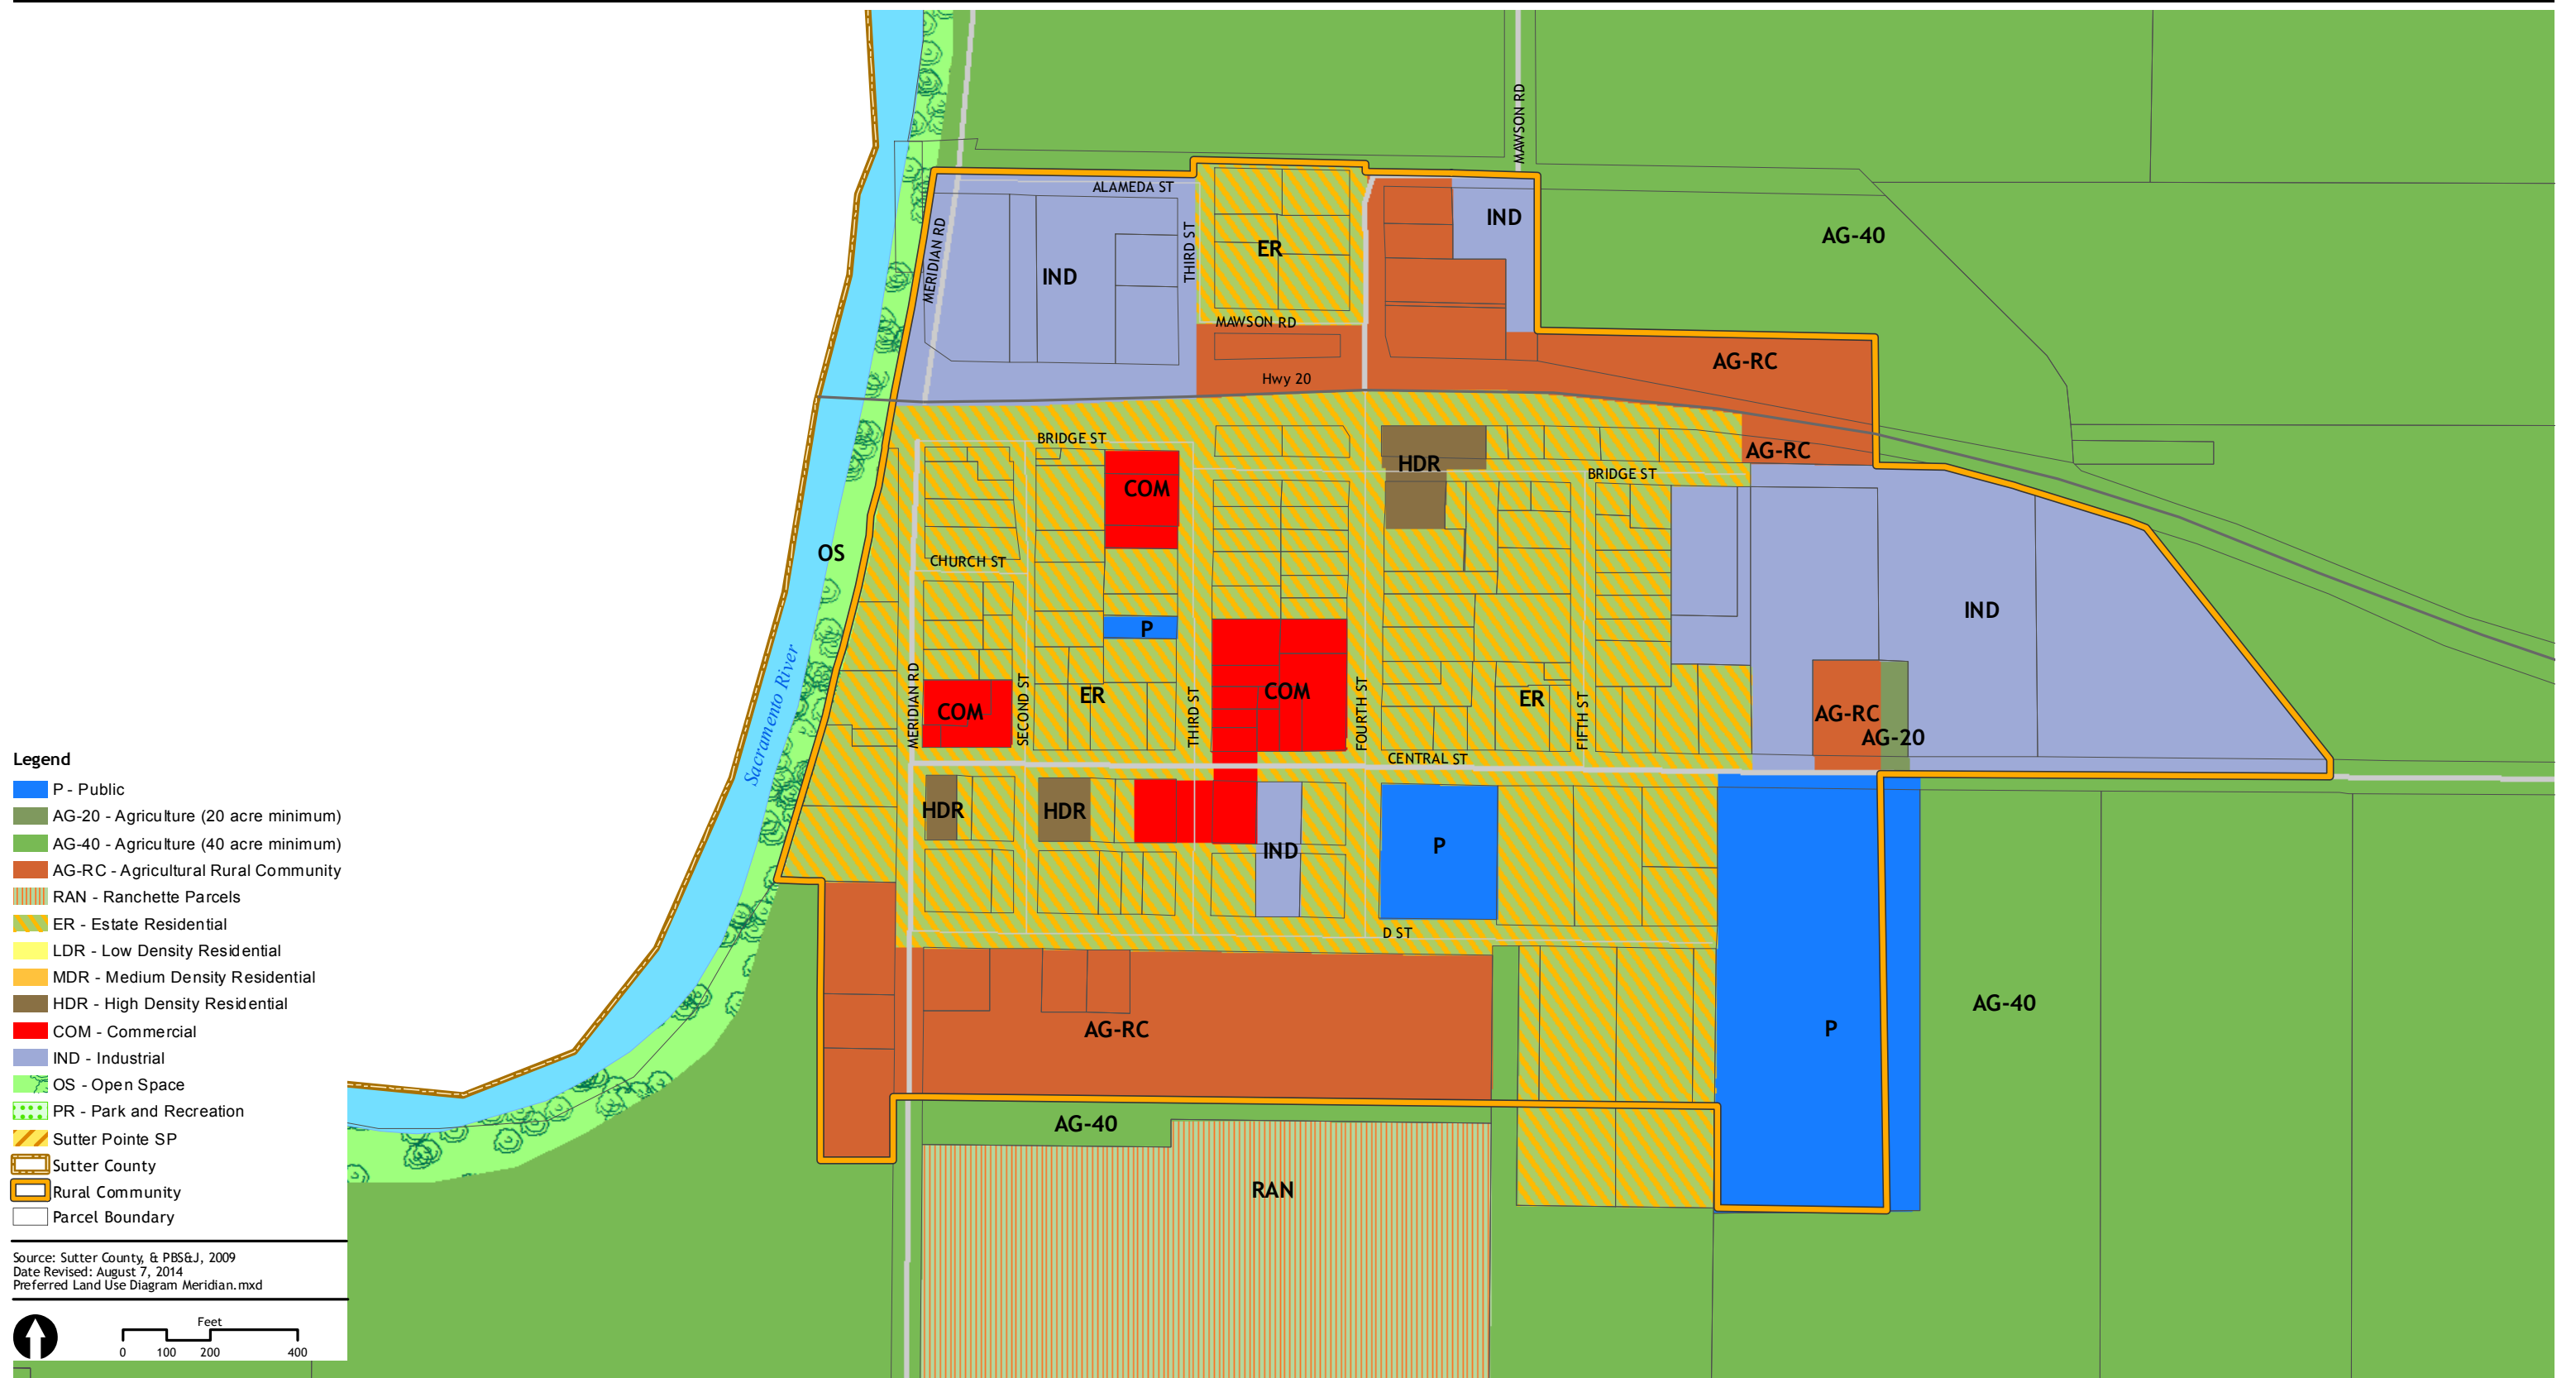 MAWSON RD
ALAMEDA ST
IND
AG-40
MERIDIAN RD
THIRD ST
ER
IND
MAWSON RD
AG-RC
Hwy 20
BRIDGE ST
AG-RC
HDR
BRIDGE ST
COM
OS
CHURCH ST
IND
P
Sacramento River
MERIDIAN RD
COM
SECOND ST
ER
THIRD ST
COM
FOURTH ST
ER
FIFTH ST
AG-RC
AG-20
CENTRAL ST
HDR
HDR
IND
P
D ST
AG-40
AG-RC
P
AG-40
RAN
Legend
P - Public
AG-20 - Agriculture (20 acre minimum)
AG-40 - Agriculture (40 acre minimum)
AG-RC - Agricultural Rural Community
RAN - Ranchette Parcels
ER - Estate Residential
LDR - Low Density Residential
MDR - Medium Density Residential
HDR - High Density Residential
COM - Commercial
IND - Industrial
OS - Open Space
PR - Park and Recreation
Sutter Pointe SP
Sutter County
Rural Community
Parcel Boundary
Source: Sutter County, & PBS&J, 2009
Date Revised: August 7, 2014
Preferred Land Use Diagram Meridian.mxd
Feet
0 100 200 400